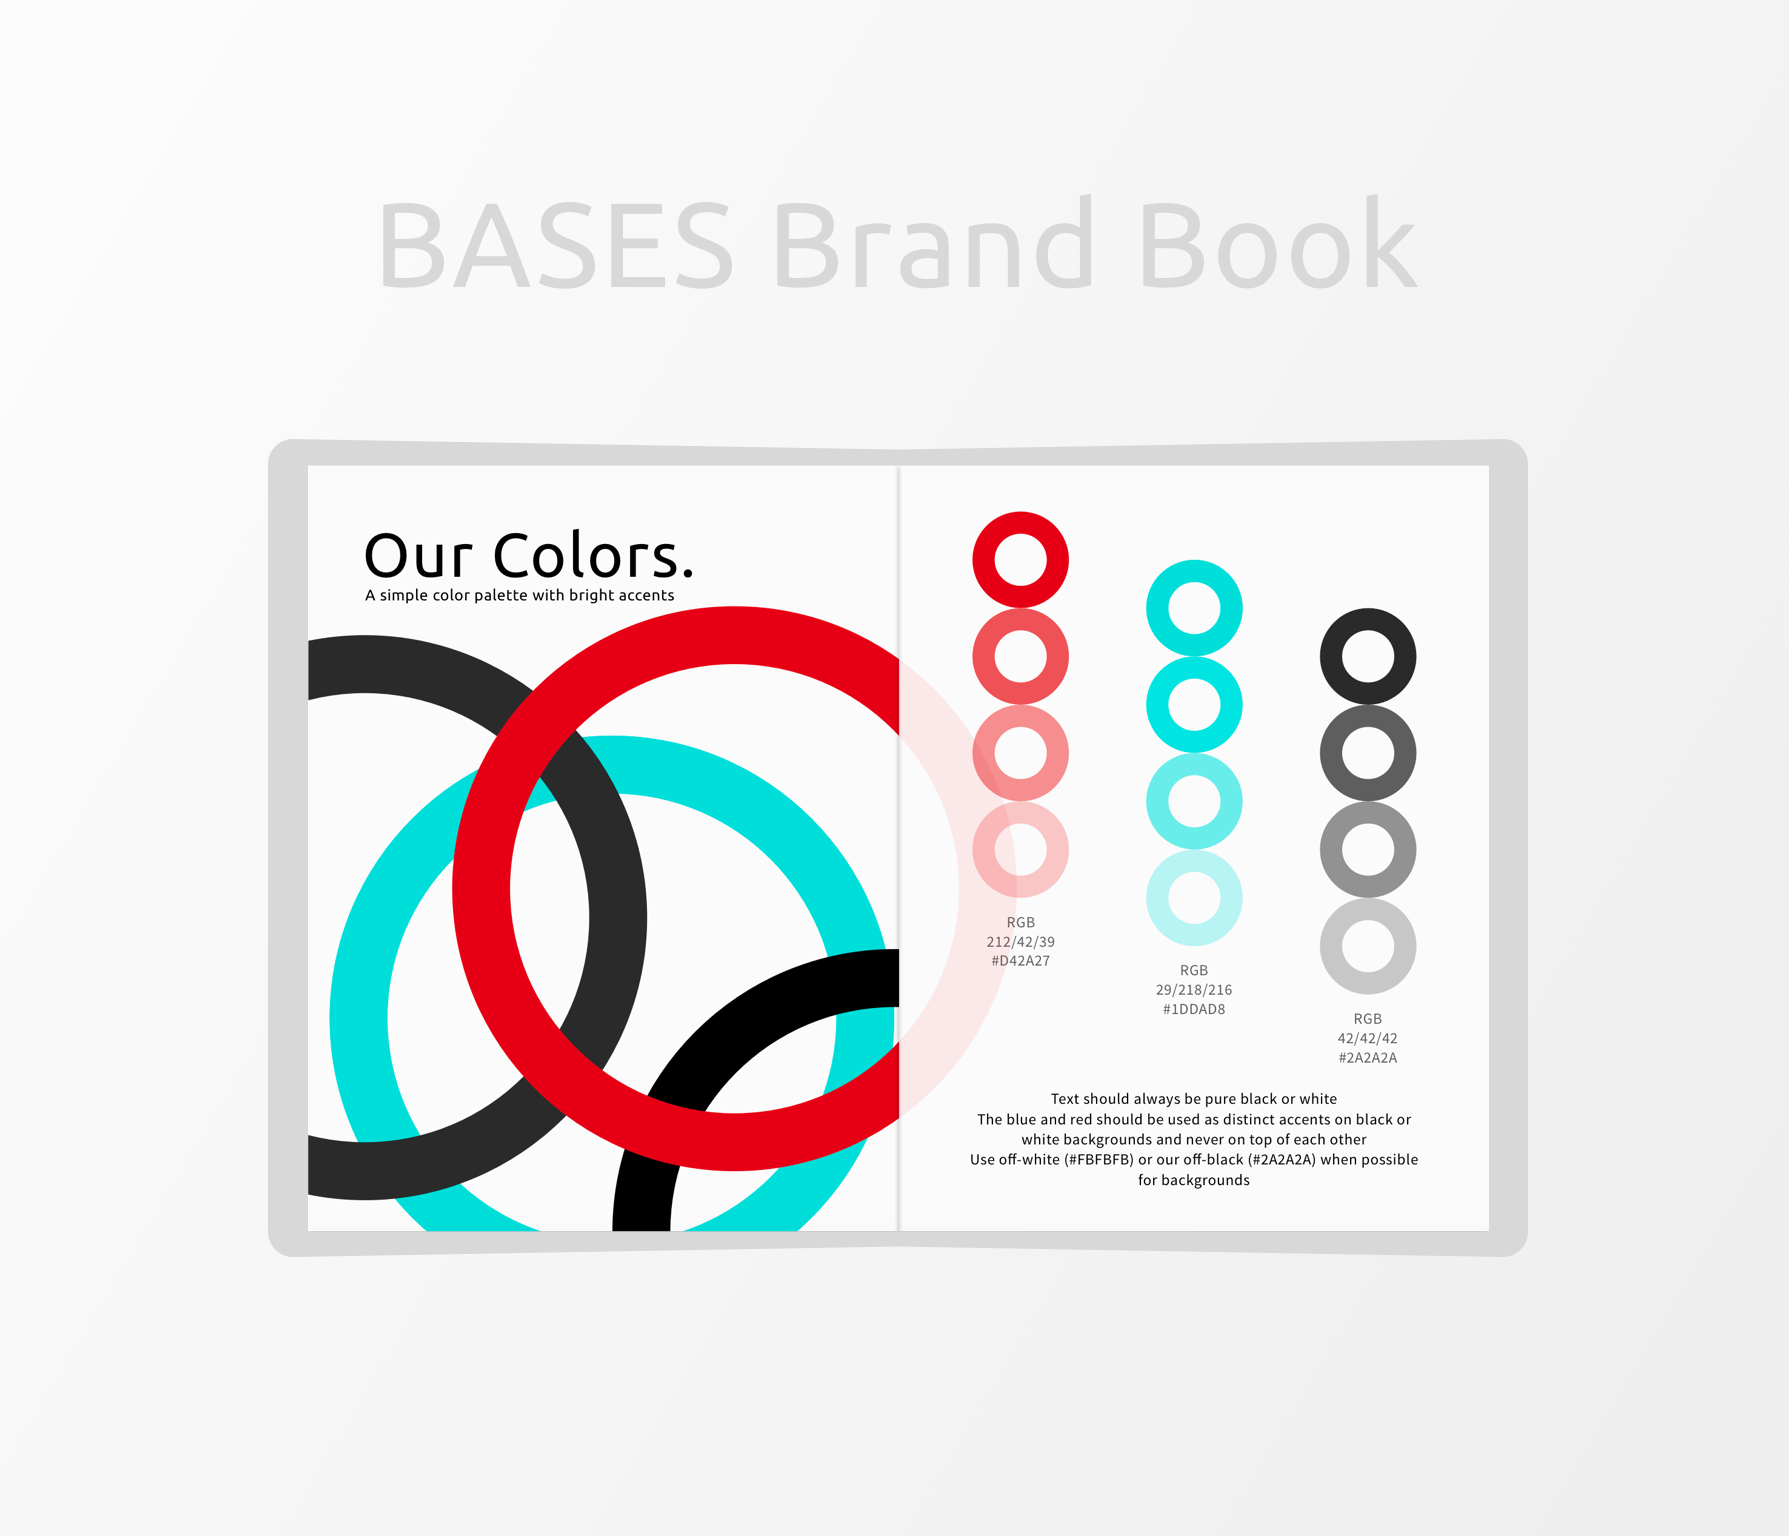 BASES Brand Book
Our Colors.
A simple color palette with bright accents
RGB
212/42/39
#D42A27
RGB
29/218/216
#1DDAD8
RGB
42/42/42
#2A2A2A
Text should always be pure black or white
The blue and red should be used as distinct accents on black or
white backgrounds and never on top of each other
Use off-white (#FBFBFB) or our off-black (#2A2A2A) when possible
for backgrounds